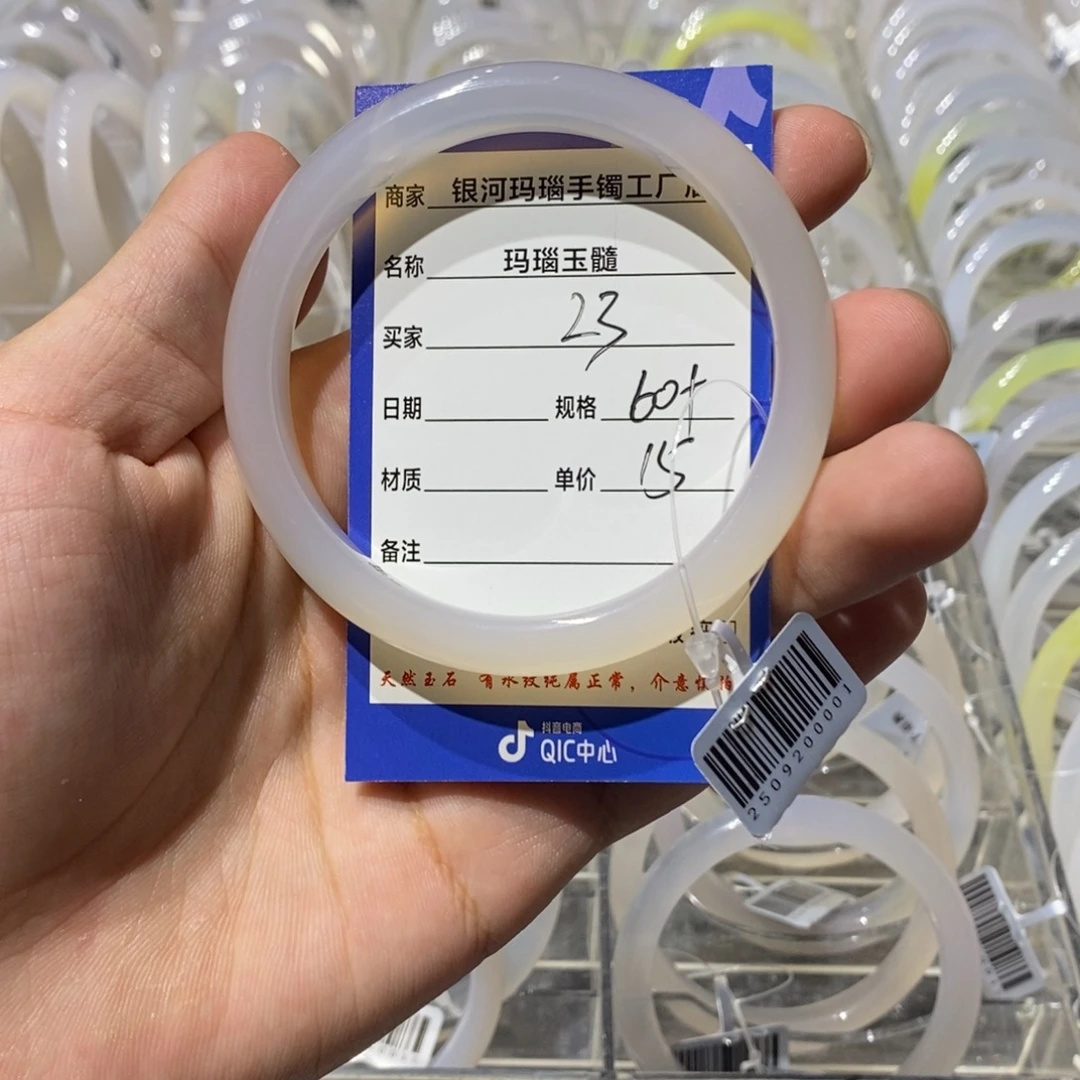 商家 银河玛瑙手镯工厂店
名称 玛瑙玉髓
买家 23
日期 规格 60+
材质 单价 15
备注
天然玉石 有水纹纯属正常，介意慎拍
抖音电商
QIC中心
250920000001